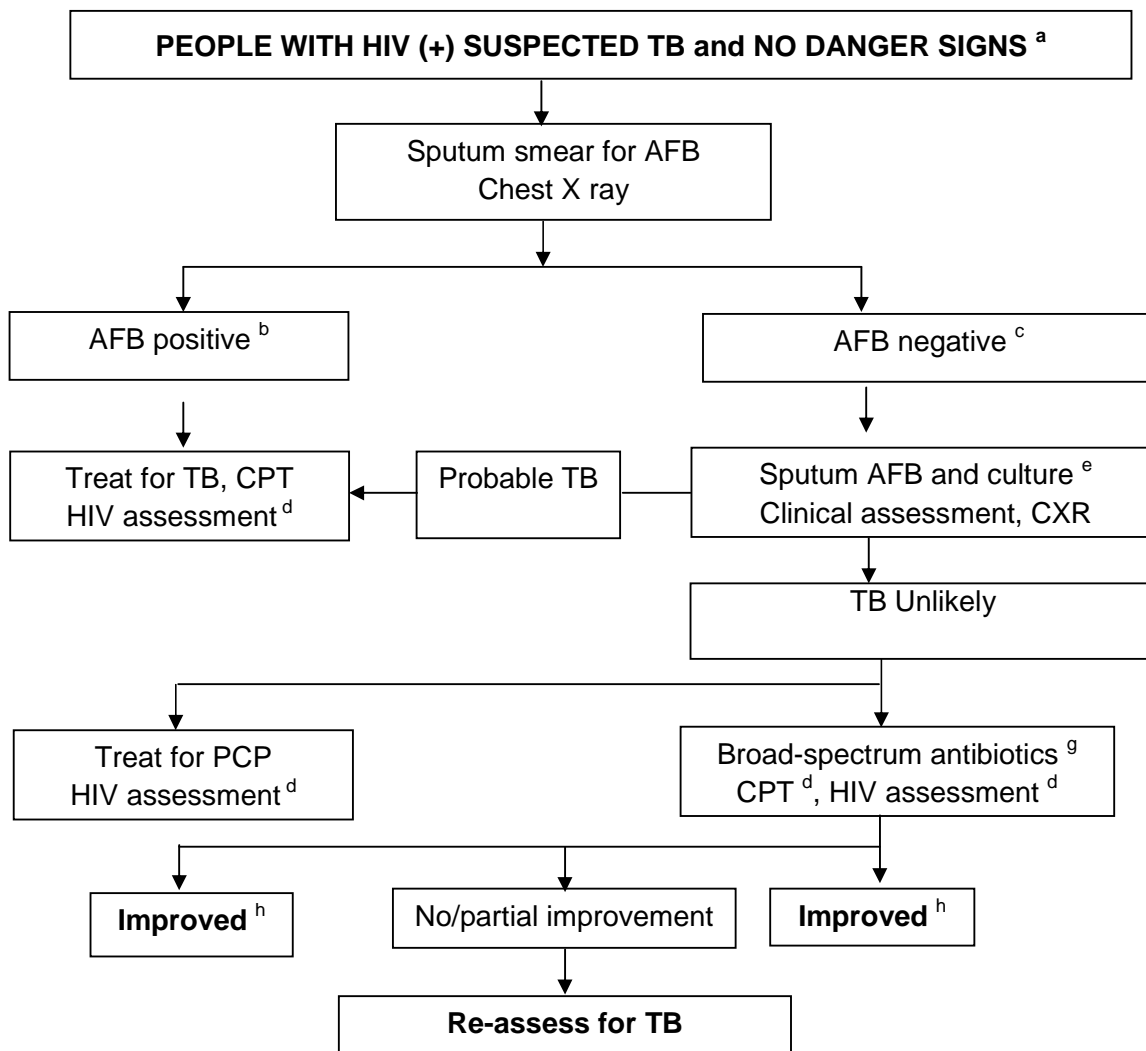 PEOPLE WITH HIV (+) SUSPECTED TB and NO DANGER SIGNS a
Sputum smear for AFB
Chest X ray
AFB positive b
AFB negative c
Treat for TB, CPT
HIV assessment d
Probable TB
Sputum AFB and culture e
Clinical assessment, CXR
TB Unlikely
Treat for PCP
HIV assessment d
Broad-spectrum antibiotics g
CPT d, HIV assessment d
Improved h
No/partial improvement
Improved h
Re-assess for TB